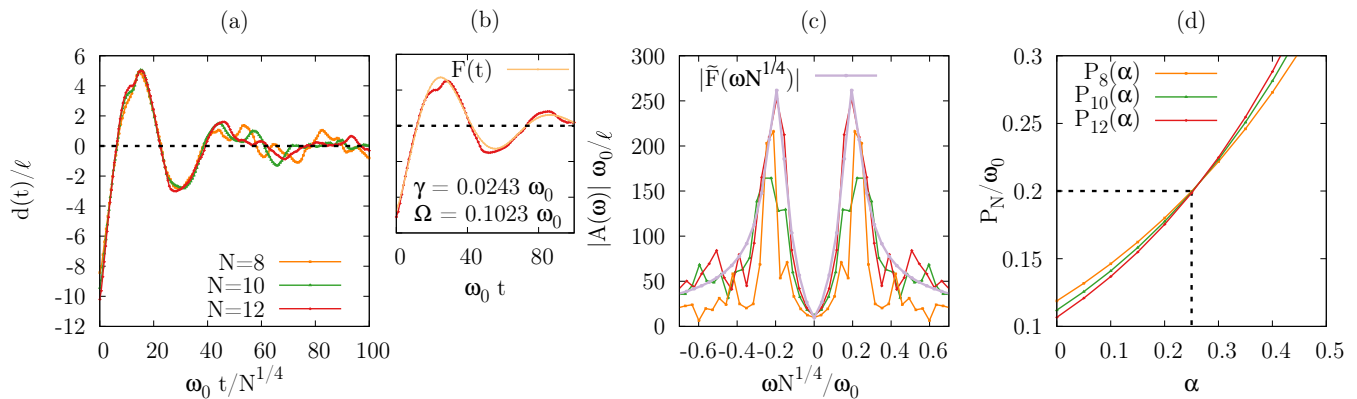 (a)
d(t)/ℓ
6
4
2
0
-2
-4
-6
-8
-10
-12
N=8
N=10
N=12
0 20 40 60 80 100
ω₀ t/N^{1/4}
(b)
F(t)
γ = 0.0243 ω₀
Ω = 0.1023 ω₀
0 40 80
ω₀ t
(c)
|A(ω)| ω₀/ℓ
300
250
200
150
100
50
0
|F̃(ωN^{1/4})|
-0.6 -0.4 -0.2 0 0.2 0.4 0.6
ωN^{1/4}/ω₀
(d)
P_N/ω₀
0.3
0.2
0.1
P₈(α)
P₁₀(α)
P₁₂(α)
0.0 0.1 0.2 0.3 0.4 0.5
α